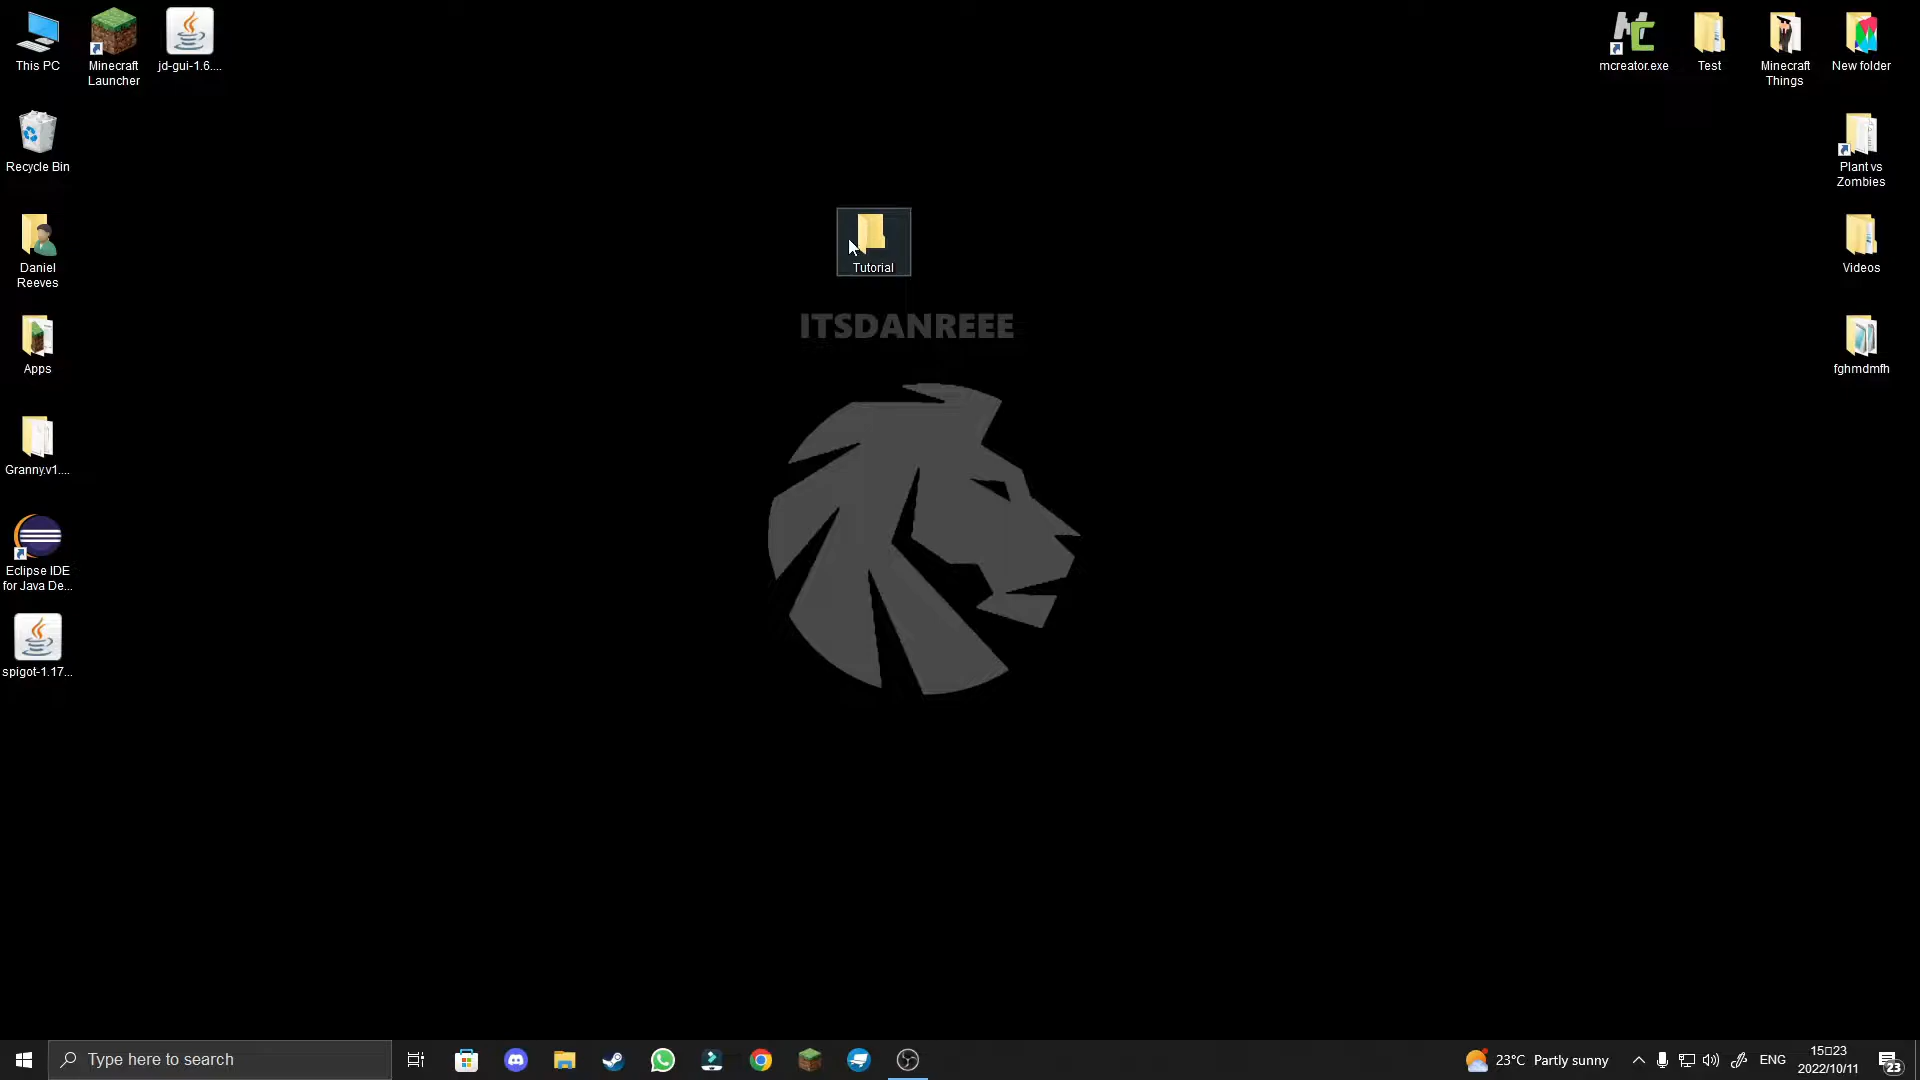 This PC
Minecraft
Launcher
jd-gui-1.6....
mcreator.exe
Test
Minecraft
Things
New folder
Recycle Bin
Plant vs
Zombies
Daniel
Reeves
Tutorial
Videos
ITSDANREEE
Apps
fghmdmfh
Granny.v1....
Eclipse IDE
for Java De...
spigot-1.17...
Type here to search
23°C Partly sunny
ENG
15□23
2022/10/11
23